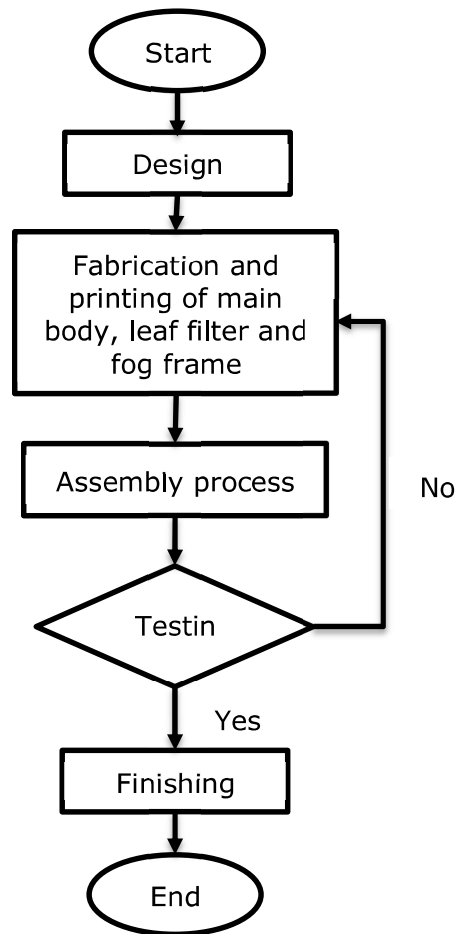 Start
Design
Fabrication and
printing of main
body, leaf filter and
fog frame
Assembly process
No
Testin
Yes
Finishing
End